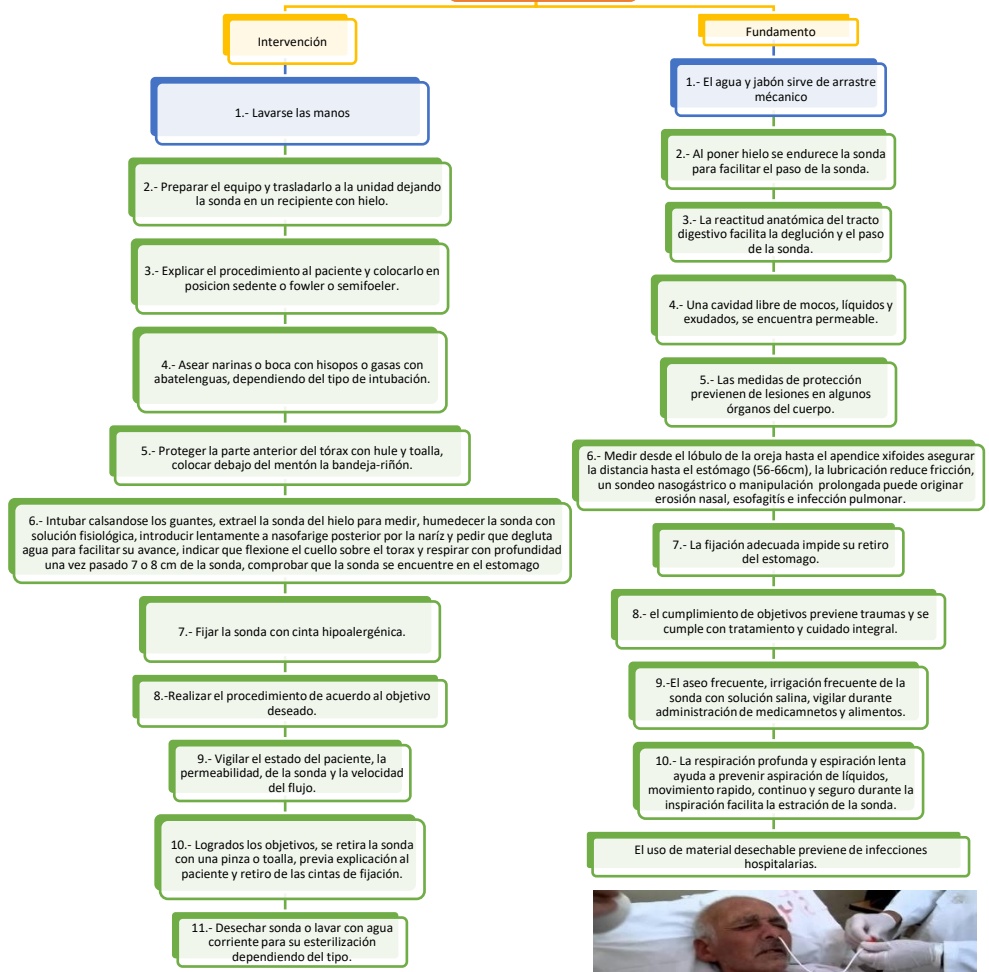 Intervención
1.- Lavarse las manos
2.- Preparar el equipo y trasladarlo a la unidad dejando
la sonda en un recipiente con hielo.
3.- Explicar el procedimiento al paciente y colocarlo en
posicion sedente o fowler o semifoeler.
4.- Asear narinas o boca con hisopos o gasas con
abatelenguas, dependiendo del tipo de intubación.
5.- Proteger la parte anterior del tórax con hule y toalla,
colocar debajo del mentón la bandeja-riñón.
6.- Intubar calsandose los guantes, extrael la sonda del hielo para medir, humedecer la sonda con
solución fisiológica, introducir lentamente a nasofarige posterior por la naríz y pedir que degluta
agua para facilitar su avance, indicar que flexione el cuello sobre el torax y respirar con profundidad
una vez pasado 7 o 8 cm de la sonda, comprobar que la sonda se encuentre en el estomago
7.- Fijar la sonda con cinta hipoalergénica.
8.-Realizar el procedimiento de acuerdo al objetivo
deseado.
9.- Vigilar el estado del paciente, la
permeabilidad, de la sonda y la velocidad
del flujo.
10.- Logrados los objetivos, se retira la sonda
con una pinza o toalla, previa explicación al
paciente y retiro de las cintas de fijación.
11.- Desechar sonda o lavar con agua
corriente para su esterilización
dependiendo del tipo.
Fundamento
1.- El agua y jabón sirve de arrastre
mécanico
2.- Al poner hielo se endurece la sonda
para facilitar el paso de la sonda.
3.- La reactitud anatómica del tracto
digestivo facilita la deglución y el paso
de la sonda.
4.- Una cavidad libre de mocos, líquidos y
exudados, se encuentra permeable.
5.- Las medidas de protección
previenen de lesiones en algunos
órganos del cuerpo.
6.- Medir desde el lóbulo de la oreja hasta el apendice xifoides asegurar
la distancia hasta el estómago (56-66cm), la lubricación reduce fricción,
un sondeo nasogástrico o manipulación prolongada puede originar
erosión nasal, esofagitís e infección pulmonar.
7.- La fijación adecuada impide su retiro
del estomago.
8.- el cumplimiento de objetivos previene traumas y se
cumple con tratamiento y cuidado integral.
9.-El aseo frecuente, irrigación frecuente de la
sonda con solución salina, vigilar durante
administración de medicamnetos y alimentos.
10.- La respiración profunda y espiración lenta
ayuda a prevenir aspiración de líquidos,
movimiento rapido, continuo y seguro durante la
inspiración facilita la estración de la sonda.
El uso de material desechable previene de infecciones
hospitalarias.